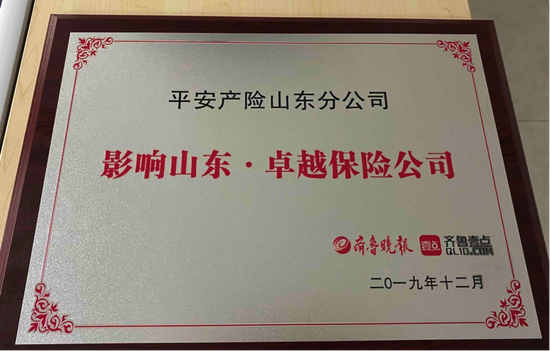 平安产险山东分公司
影响山东·卓越保险公司
齐鲁晚报 壹点 齐鲁壹点
QL1D.COM
二〇一九年十二月